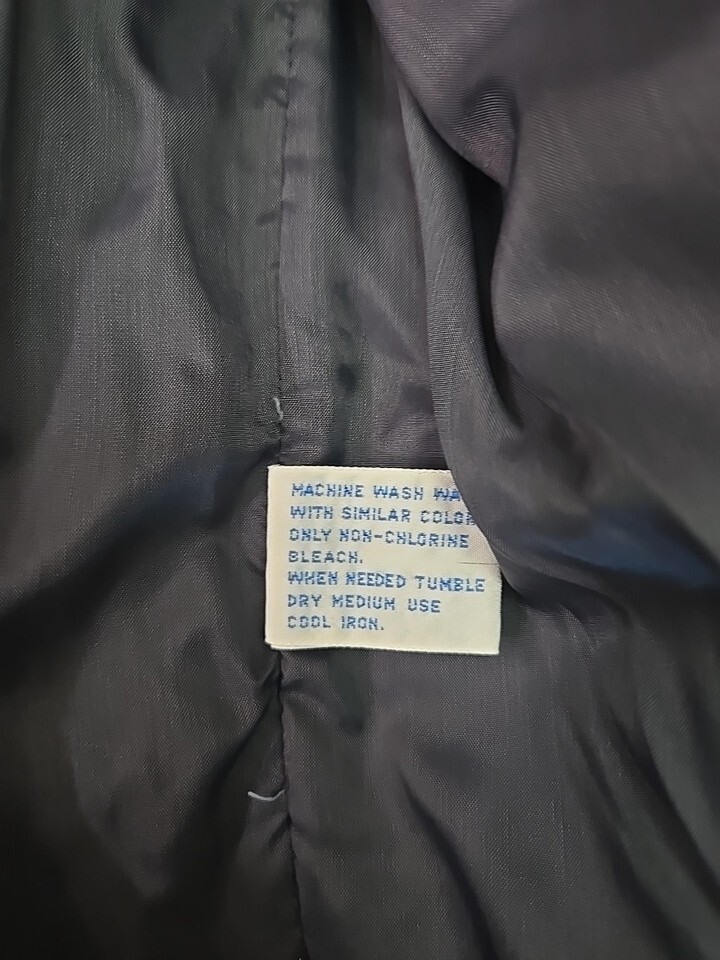 MACHINE WASH WA
WITH SIMILAR COLOR
ONLY NON-CHLORINE
BLEACH.
WHEN NEEDED TUMBLE
DRY MEDIUM USE
COOL IRON.